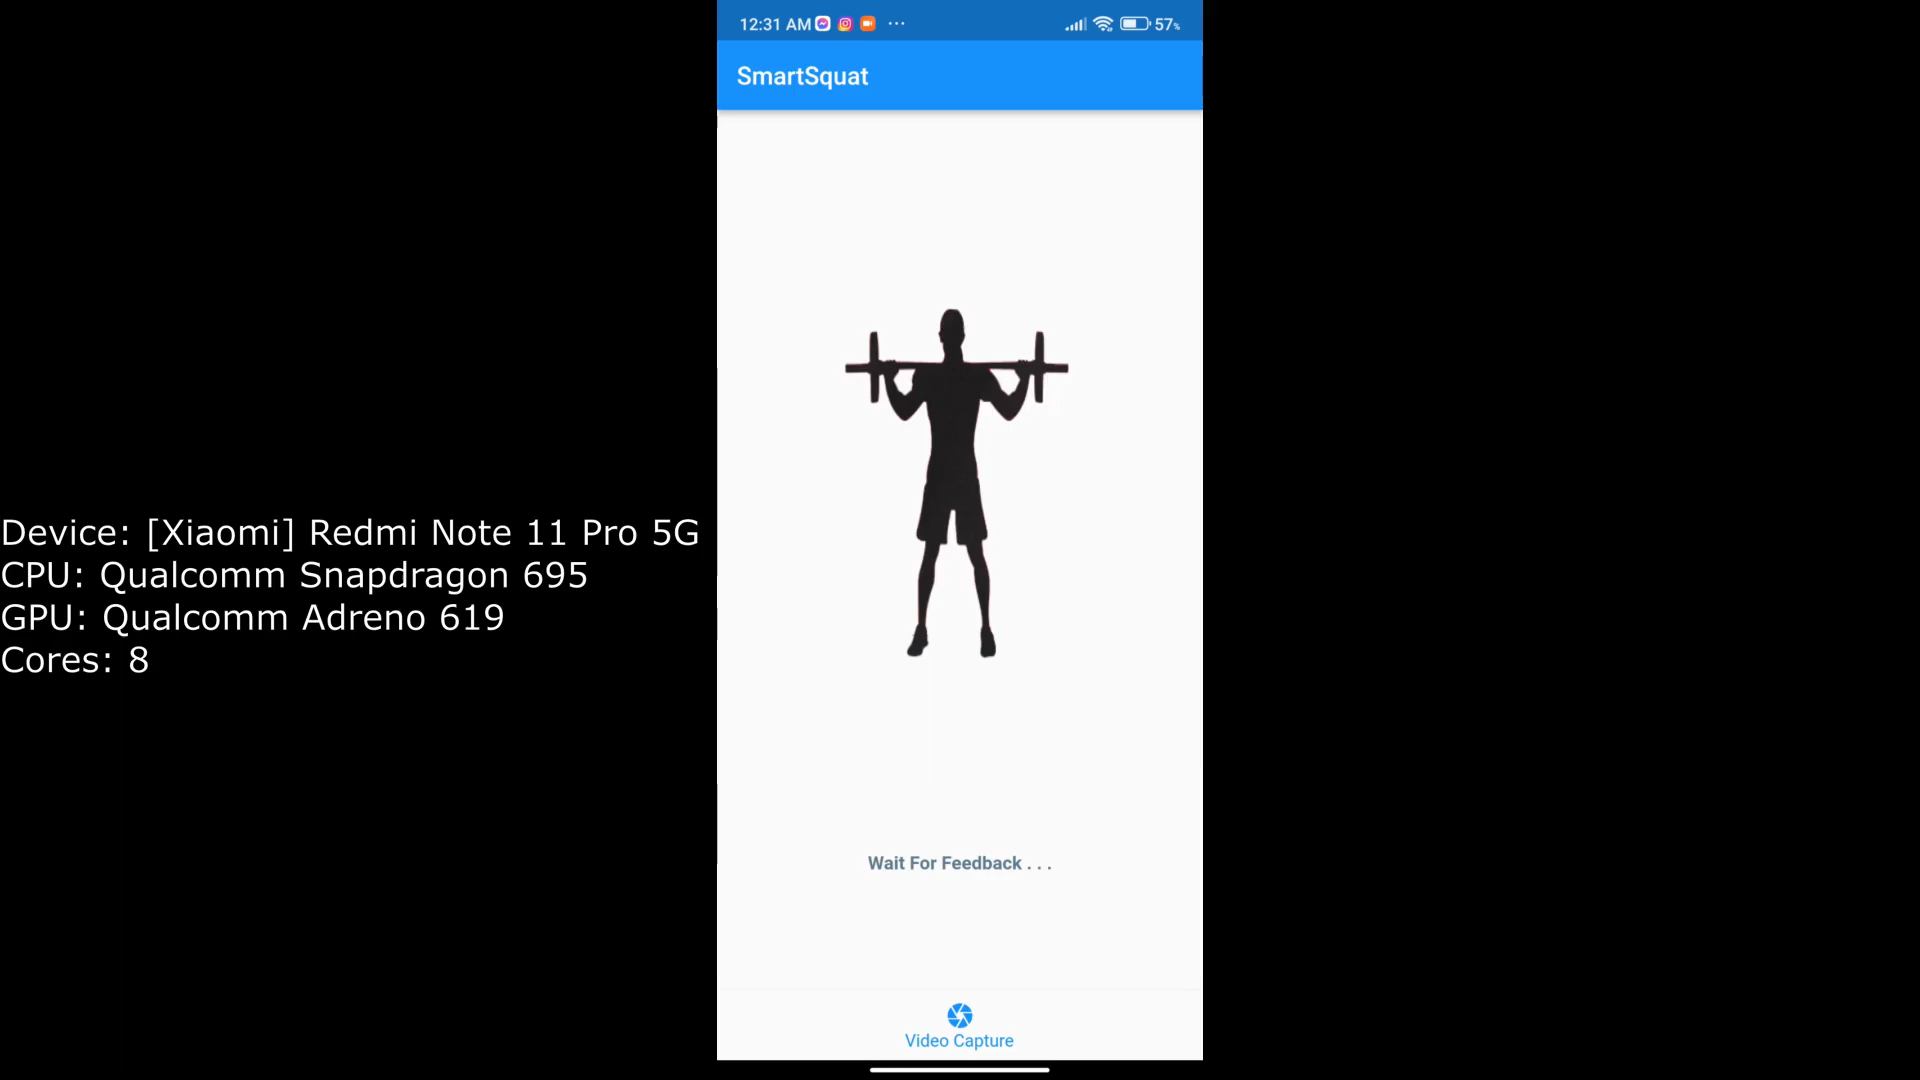 12:31 AM
57%
SmartSquat
Device: [Xiaomi] Redmi Note 11 Pro 5G
CPU: Qualcomm Snapdragon 695
GPU: Qualcomm Adreno 619
Cores: 8
Wait For Feedback . . .
Video Capture